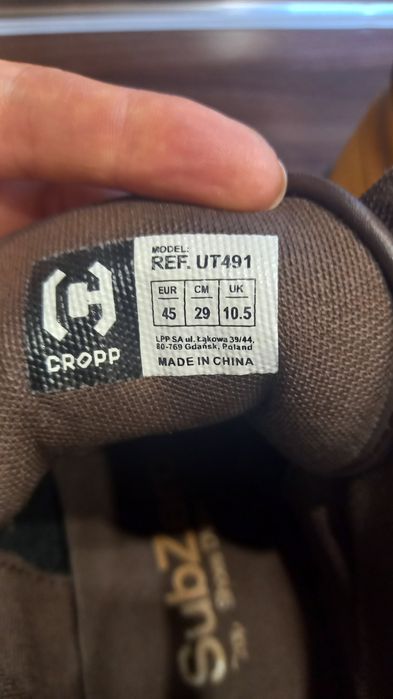 MODEL:
REF. UT491
EUR CM UK
45 29 10.5
LPP SA ul. Łąkowa 39/44,
80-769 Gdańsk, Poland
MADE IN CHINA
CROPP